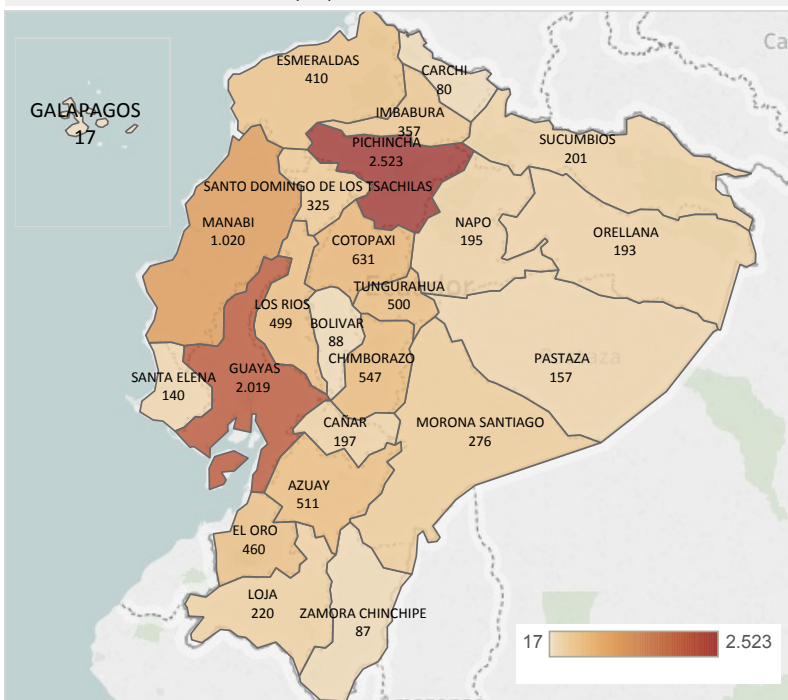 Ca
ESMERALDAS
410
CARCHI
80
GALAPAGOS
17
IMBABURA
357
PICHINCHA
2.523
SUCUMBIOS
201
SANTO DOMINGO DE LOS TSACHILAS
325
MANABI
1.020
COTOPAXI
631
NAPO
195
ORELLANA
193
TUNGURAHUA
500
LOS RIOS
499
BOLIVAR
88
CHIMBORAZO
547
PASTAZA
157
SANTA ELENA
140
GUAYAS
2.019
CAÑAR
197
MORONA SANTIAGO
276
AZUAY
511
EL ORO
460
LOJA
220
ZAMORA CHINCHIPE
87
17
2.523